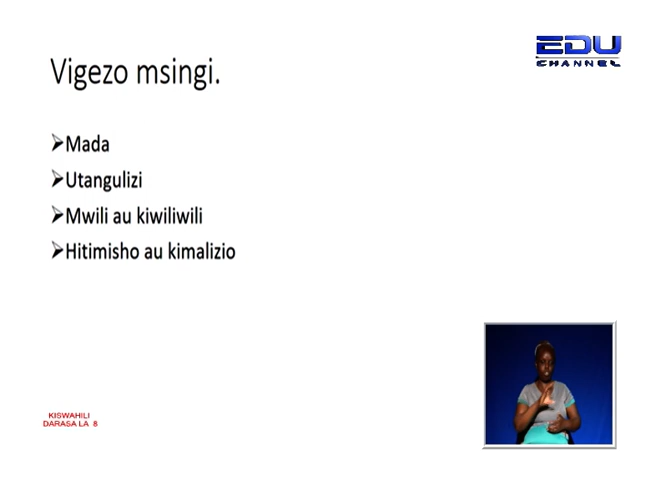 EDU
CHANNEL
Vigezo msingi.
Mada
Utangulizi
Mwili au kiwiliwili
Hitimisho au kimalizio
KISWAHILI
DARASA LA 8